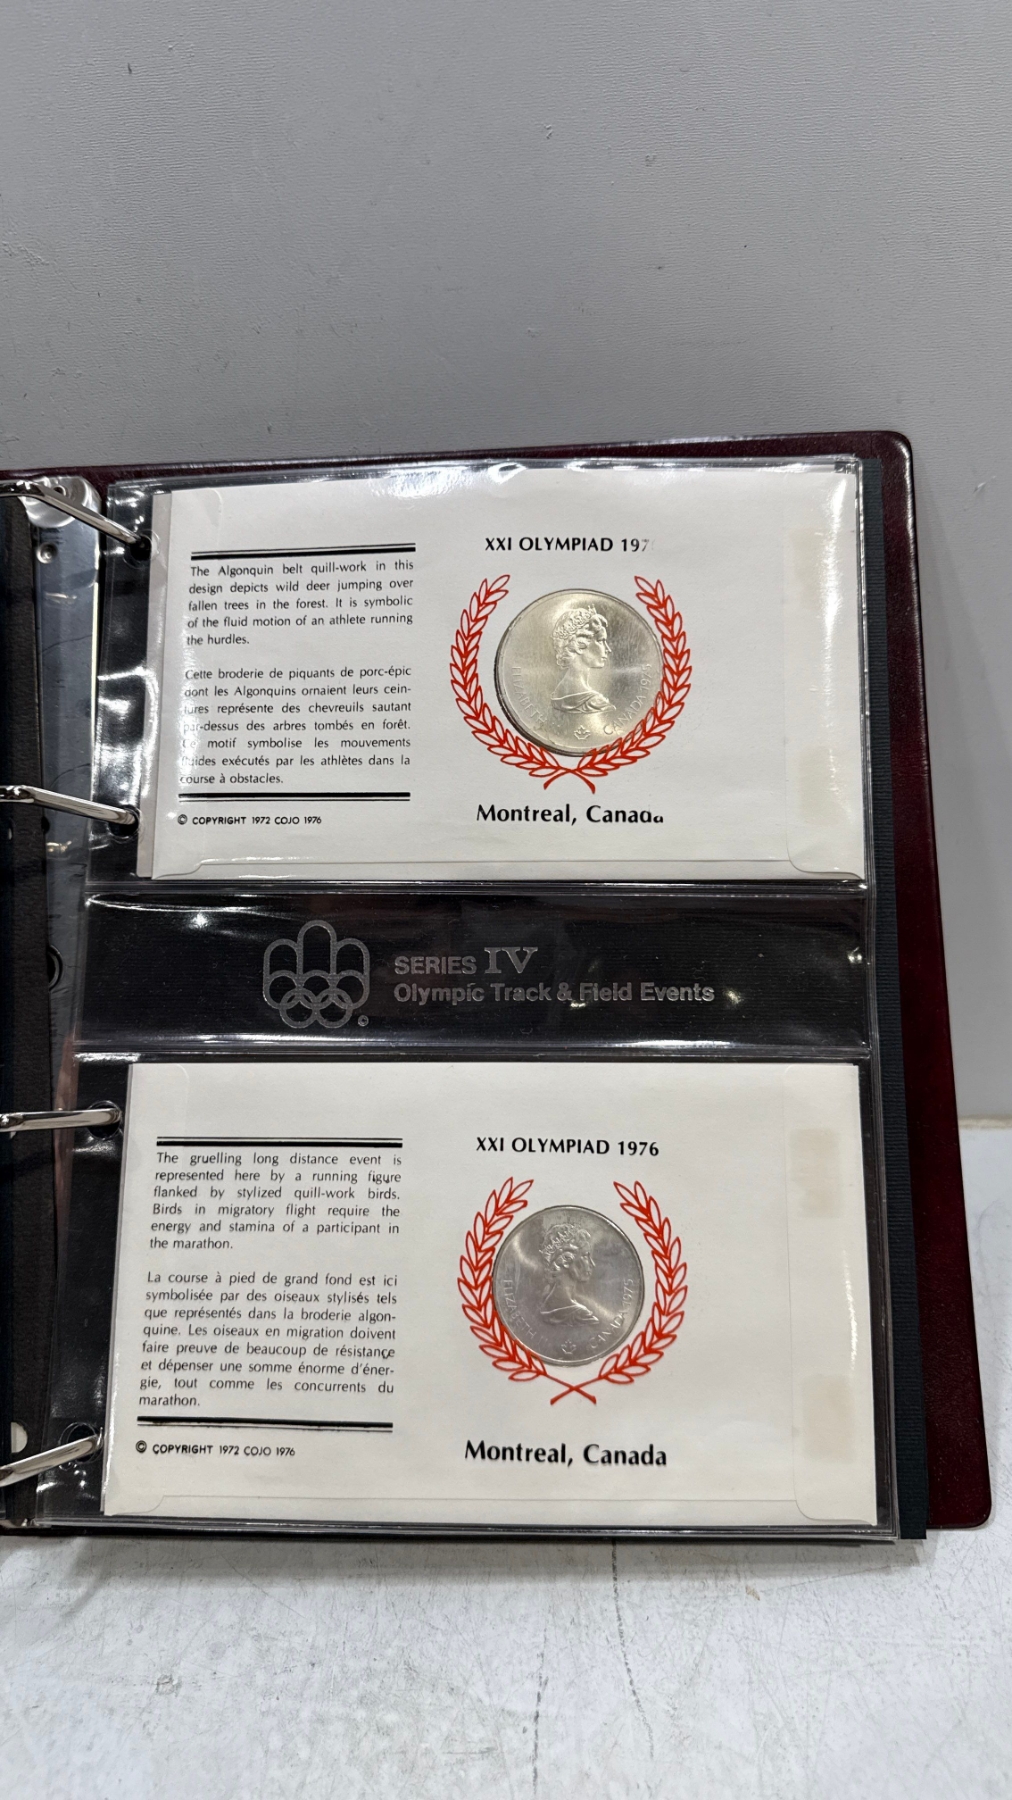 The Algonquin belt quill-work in this
design depicts wild deer jumping over
fallen trees in the forest. It is symbolic
of the fluid motion of an athlete running
the hurdles.
Cette broderie de piquants de porc-épic
dont les Algonquins ornaient leurs cein-
tures représente des chevreuils sautant
par-dessus des arbres tombés en forêt.
Ce motif symbolise les mouvements
fluides exécutés par les athlètes dans la
course à obstacles.
© COPYRIGHT 1972 COJO 1976
XXI OLYMPIAD 197
CANADA 1975
Montreal, Canada
SERIES IV
Olympic Track & Field Events
©
The gruelling long distance event is
represented here by a running figure
flanked by stylized quill-work birds.
Birds in migratory flight require the
energy and stamina of a participant in
the marathon.
La course à pied de grand fond est ici
symbolisée par des oiseaux stylisés tels
que représentés dans la broderie algon-
quine. Les oiseaux en migration doivent
faire preuve de beaucoup de résistance
et dépenser une somme énorme d'éner-
gie, tout comme les concurrents du
marathon.
© COPYRIGHT 1972 COJO 1976
XXI OLYMPIAD 1976
ELIZABETH II CANADA 1975
Montreal, Canada